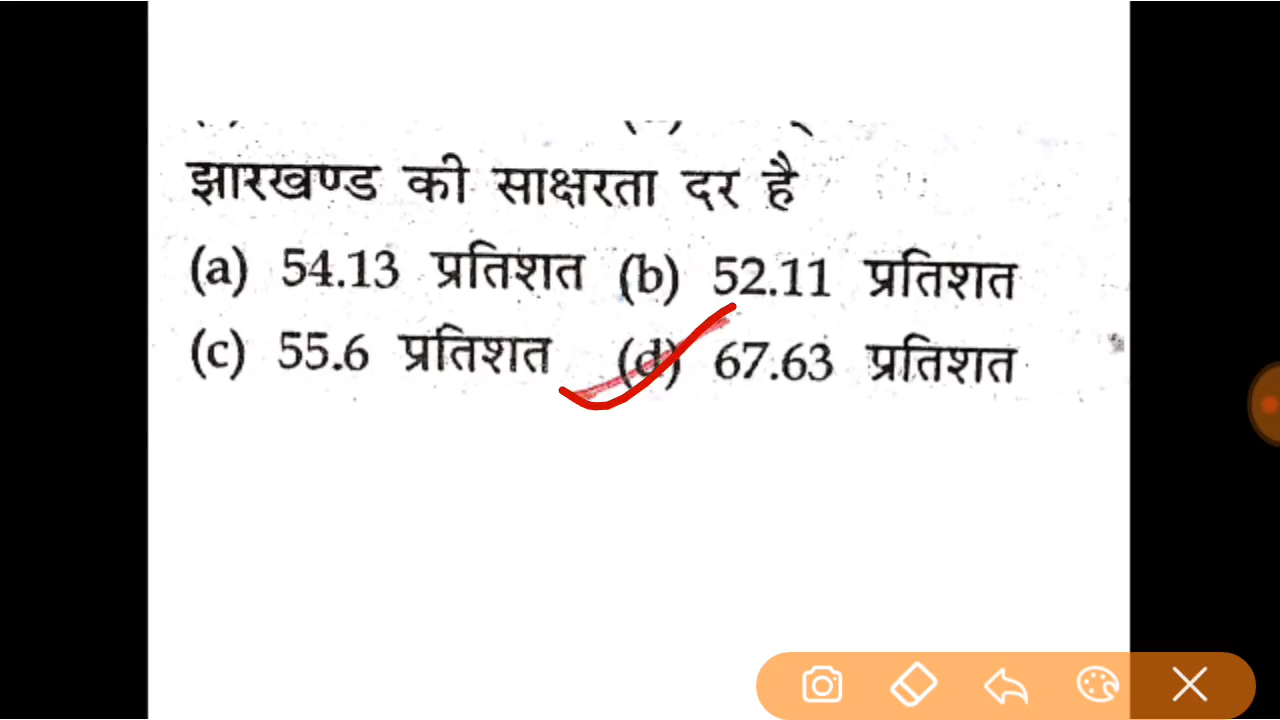 झारखण्ड की साक्षरता दर है
(a) 54.13 प्रतिशत (b) 52.11 प्रतिशत
(c) 55.6 प्रतिशत (d) 67.63 प्रतिशत